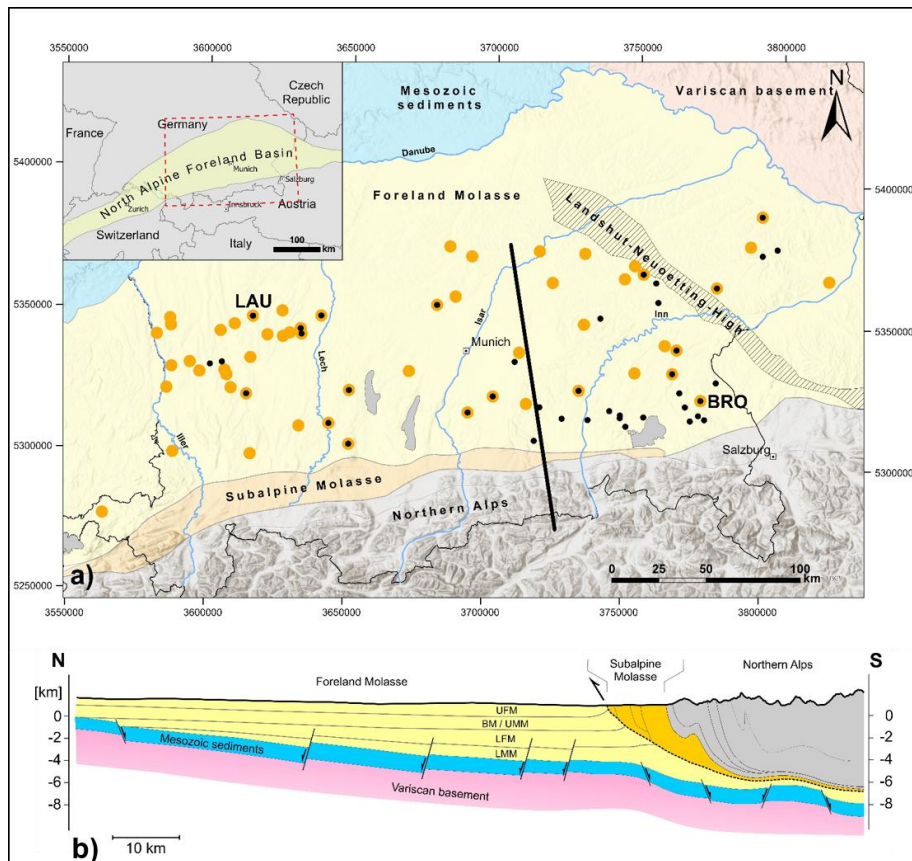 3550000 3600000 3650000 3700000 3750000 3800000
France
Germany
Czech Republic
North Alpine Foreland Basin
Munich
Salzburg
Zurich
Innsbruck
Austria
Switzerland
Italy
100
km
Mesozoic
sediments
Variscan basement
N
Danube
5400000
5400000
Foreland Molasse
Landshut-Neuoetting-High
LAU
5350000
5350000
Isar
Inn
Munich
Lech
BRO
5300000
5300000
Iller
Salzburg
Subalpine Molasse
Northern Alps
5250000
a)
0 25 50 100
km
3550000 3600000 3650000 3700000 3750000 3800000
N
S
[km]
Foreland Molasse
Subalpine
Molasse
Northern Alps
UFM
BM / UMM
LFM
LMM
0
-2
-4
-6
-8
0
-2
-4
-6
-8
Mesozoic sediments
Variscan basement
b)
10 km